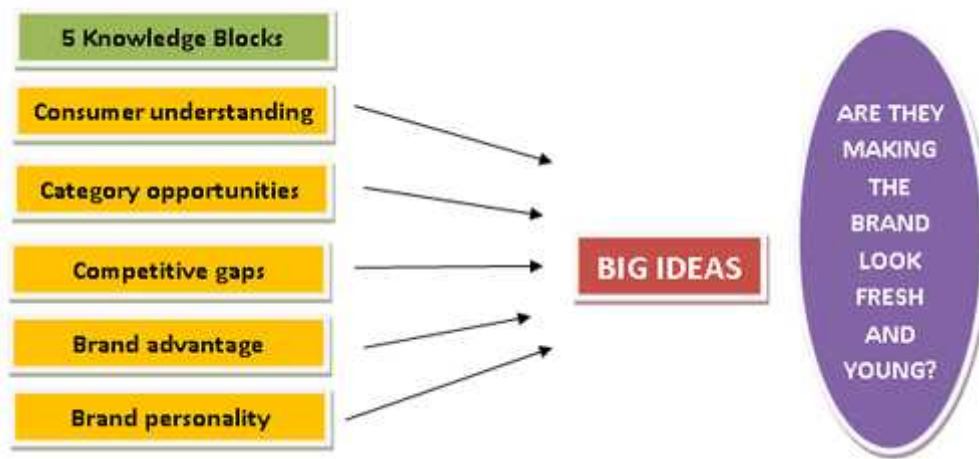 5 Knowledge Blocks
Consumer understanding
Category opportunities
Competitive gaps
Brand advantage
Brand personality
BIG IDEAS
ARE THEY
MAKING
THE
BRAND
LOOK
FRESH
AND
YOUNG?